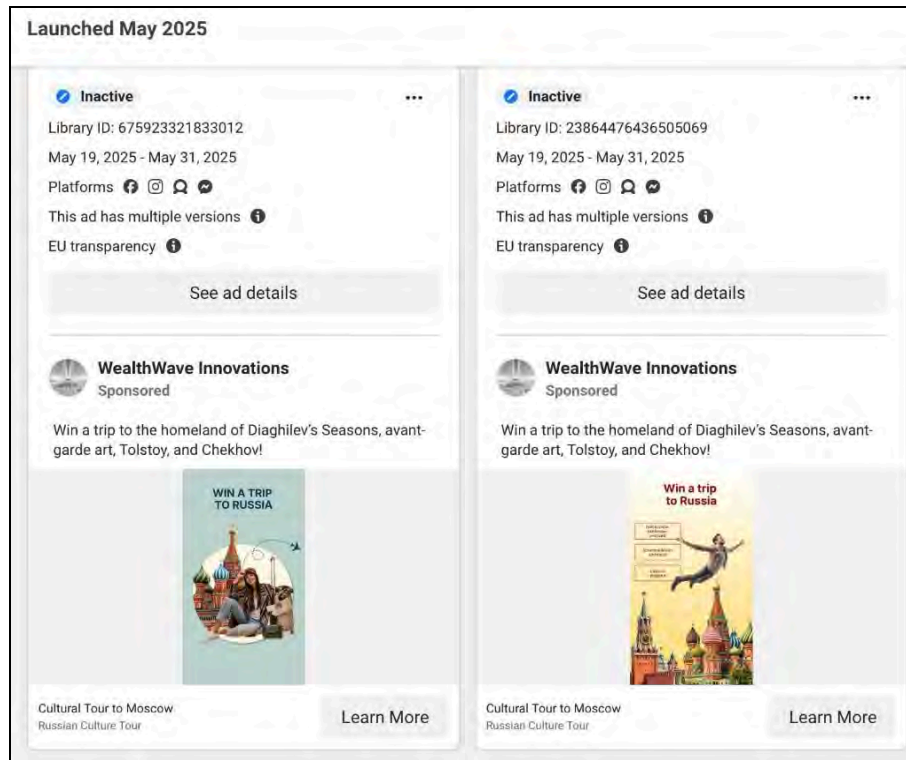 Launched May 2025
Inactive
Library ID: 675923321833012
May 19, 2025 - May 31, 2025
Platforms
This ad has multiple versions
EU transparency
See ad details
WealthWave Innovations
Sponsored
Win a trip to the homeland of Diaghilev's Seasons, avant-
garde art, Tolstoy, and Chekhov!
WIN A TRIP
TO RUSSIA
Cultural Tour to Moscow
Russian Culture Tour
Learn More
Inactive
Library ID: 23864476436505069
May 19, 2025 - May 31, 2025
Platforms
This ad has multiple versions
EU transparency
See ad details
WealthWave Innovations
Sponsored
Win a trip to the homeland of Diaghilev's Seasons, avant-
garde art, Tolstoy, and Chekhov!
Win a trip
to Russia
Cultural Tour to Moscow
Russian Culture Tour
Learn More